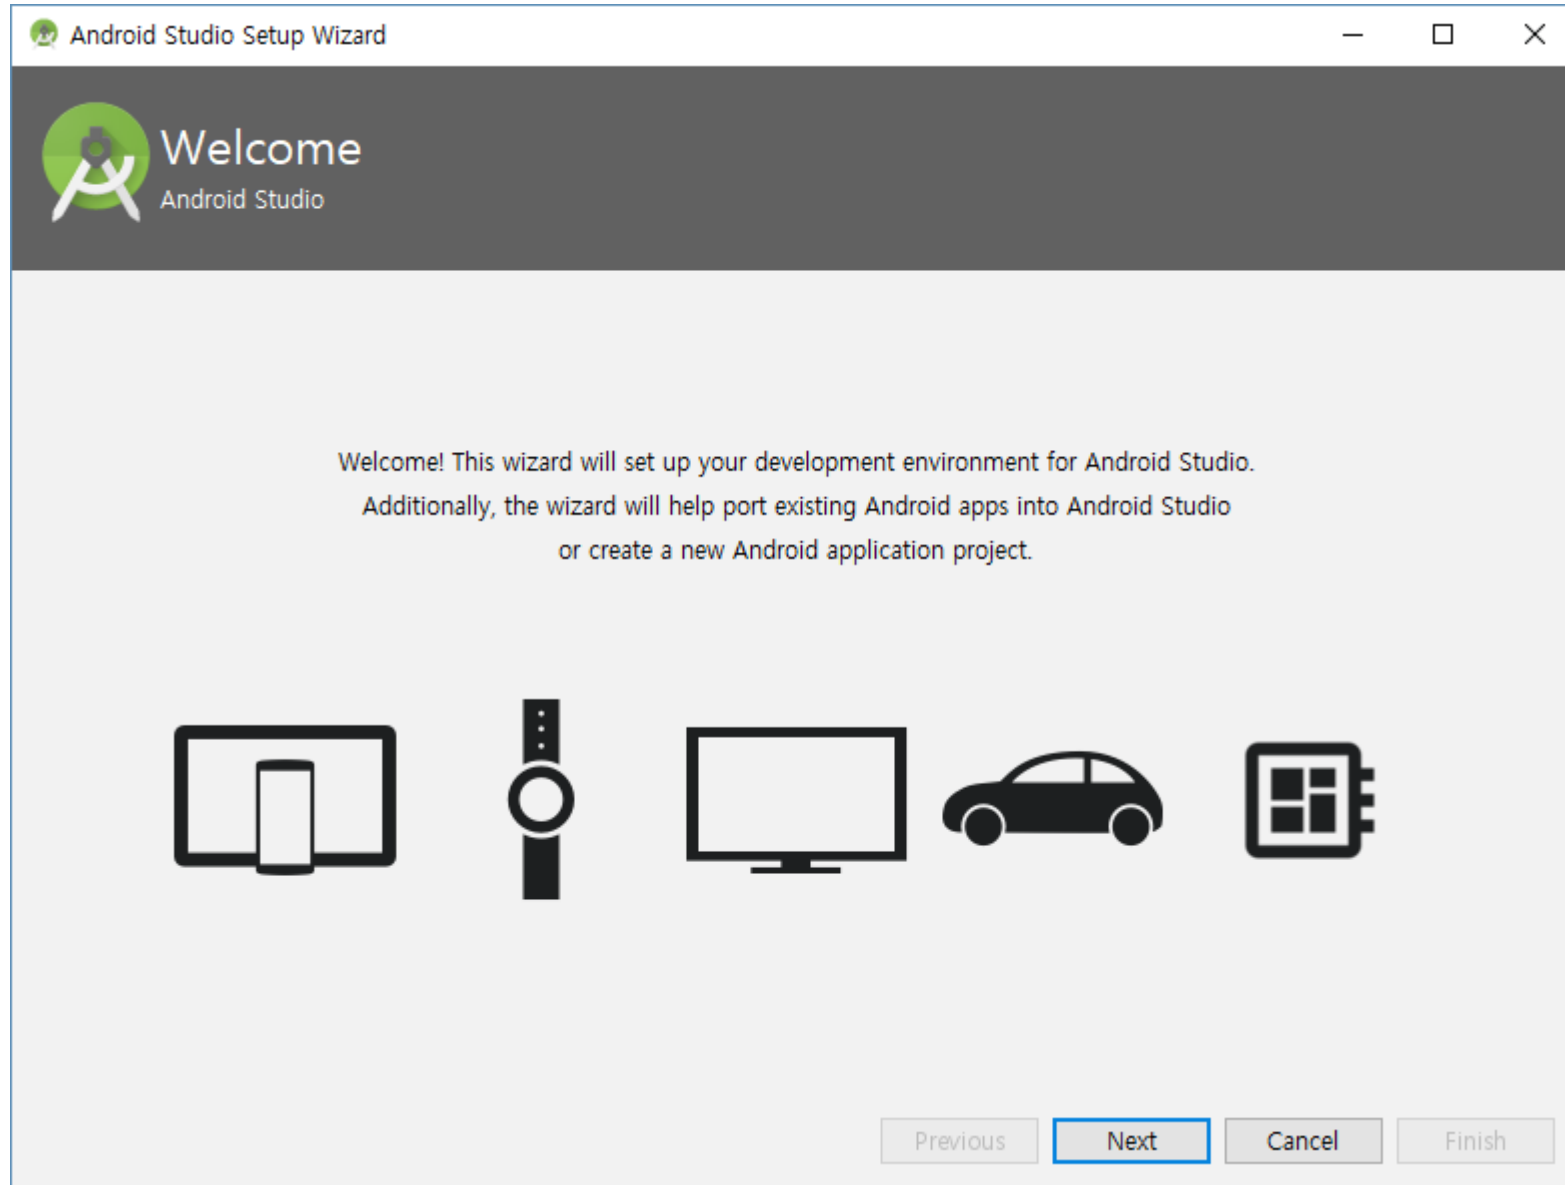 Android Studio Setup Wizard
Welcome
Android Studio
Welcome! This wizard will set up your development environment for Android Studio.
Additionally, the wizard will help port existing Android apps into Android Studio
or create a new Android application project.
Previous Next Cancel Finish